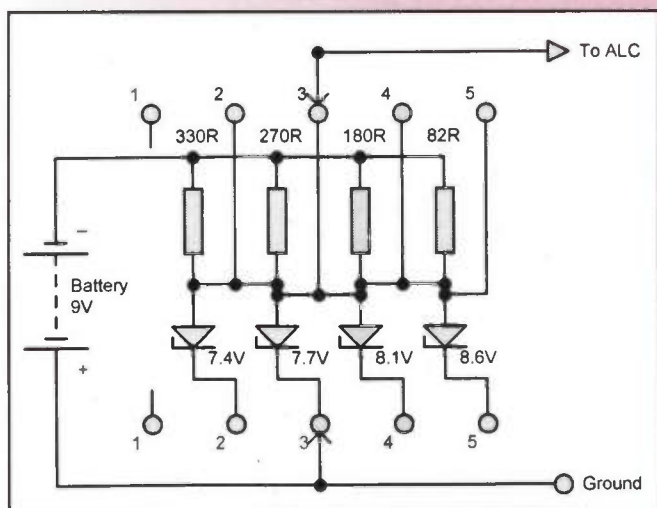 To ALC
1 2 3 4 5
330R 270R 180R 82R
−
Battery
9V
+
7.4V 7.7V 8.1V 8.6V
1 2 3 4 5
Ground